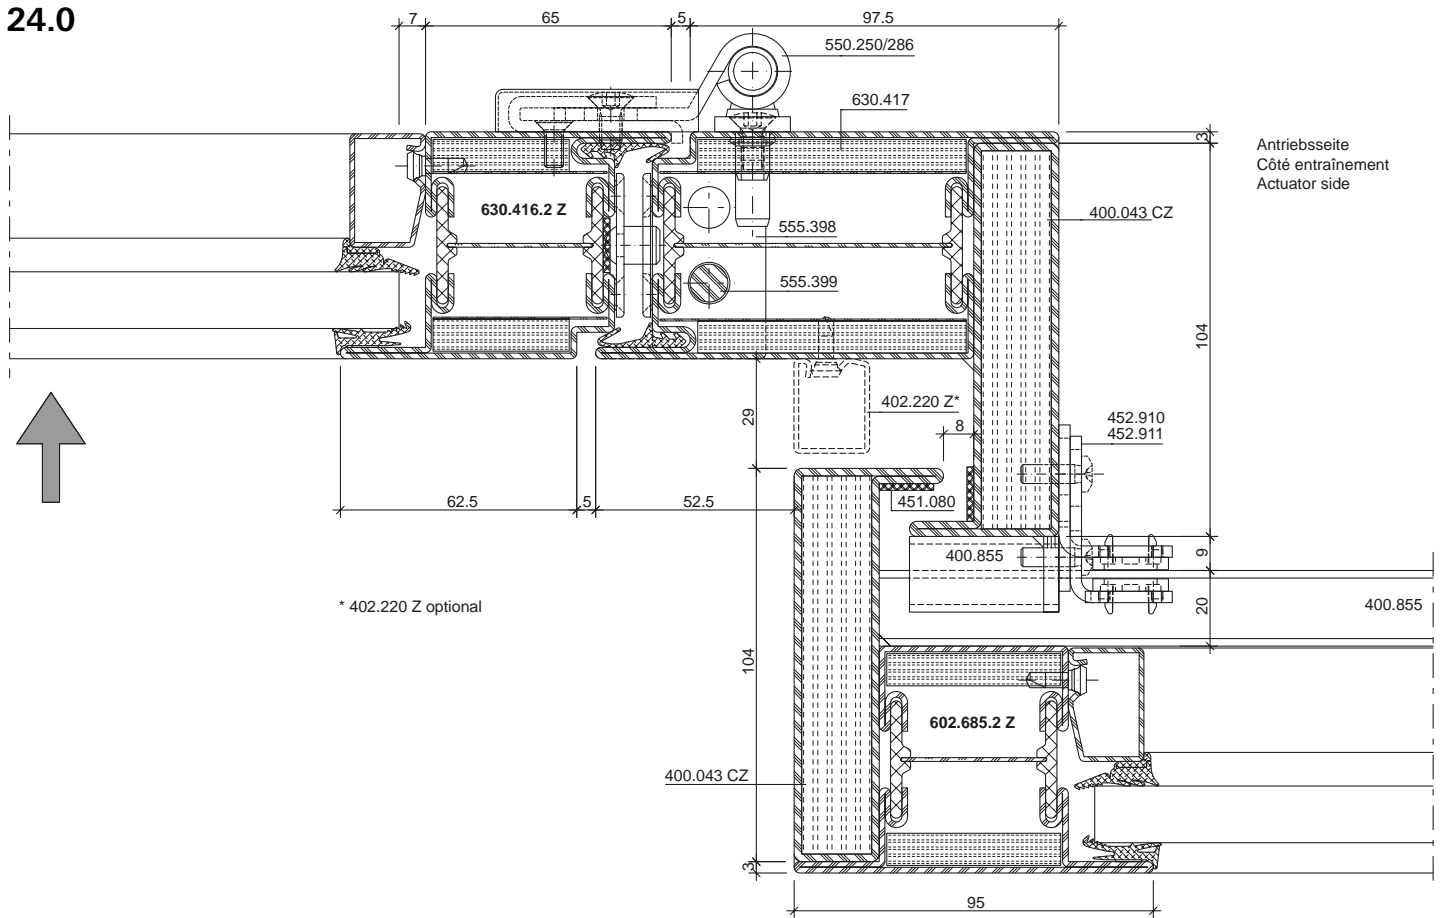 24.0
7
65
5
97.5
550.250/286
630.417
3
Antriebsseite
Côté entraînement
Actuator side
630.416.2 Z
400.043 CZ
555.398
555.399
104
29
402.220 Z*
8
452.910
452.911
62.5
5
52.5
451.080
400.855
9
20
400.855
* 402.220 Z optional
104
602.685.2 Z
400.043 CZ
3
95